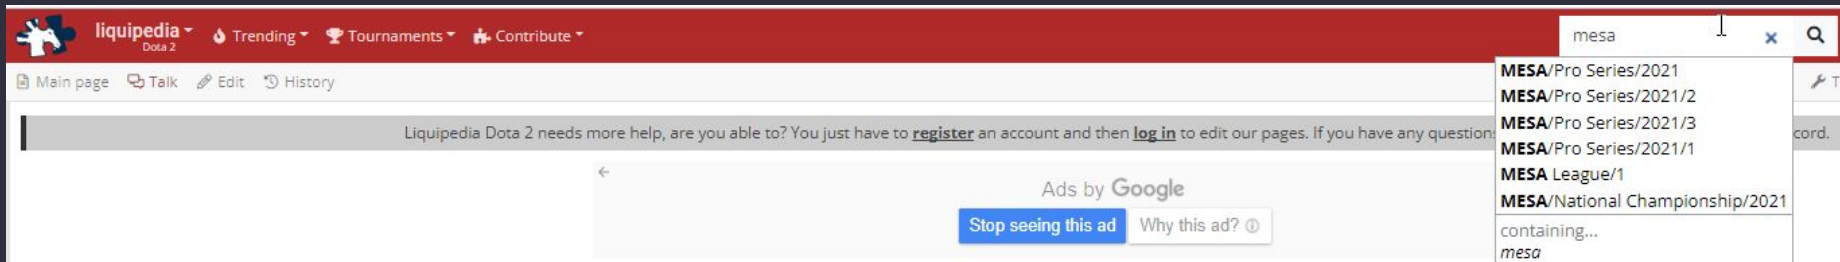 liquipedia
Dota 2
Trending
Tournaments
Contribute
mesa
Main page
Talk
Edit
History
MESA/Pro Series/2021
MESA/Pro Series/2021/2
MESA/Pro Series/2021/3
MESA/Pro Series/2021/1
MESA League/1
MESA/National Championship/2021
containing...
mesa
Liquipedia Dota 2 needs more help, are you able to? You just have to register an account and then log in to edit our pages. If you have any question
cord.
Ads by Google
Stop seeing this ad
Why this ad?